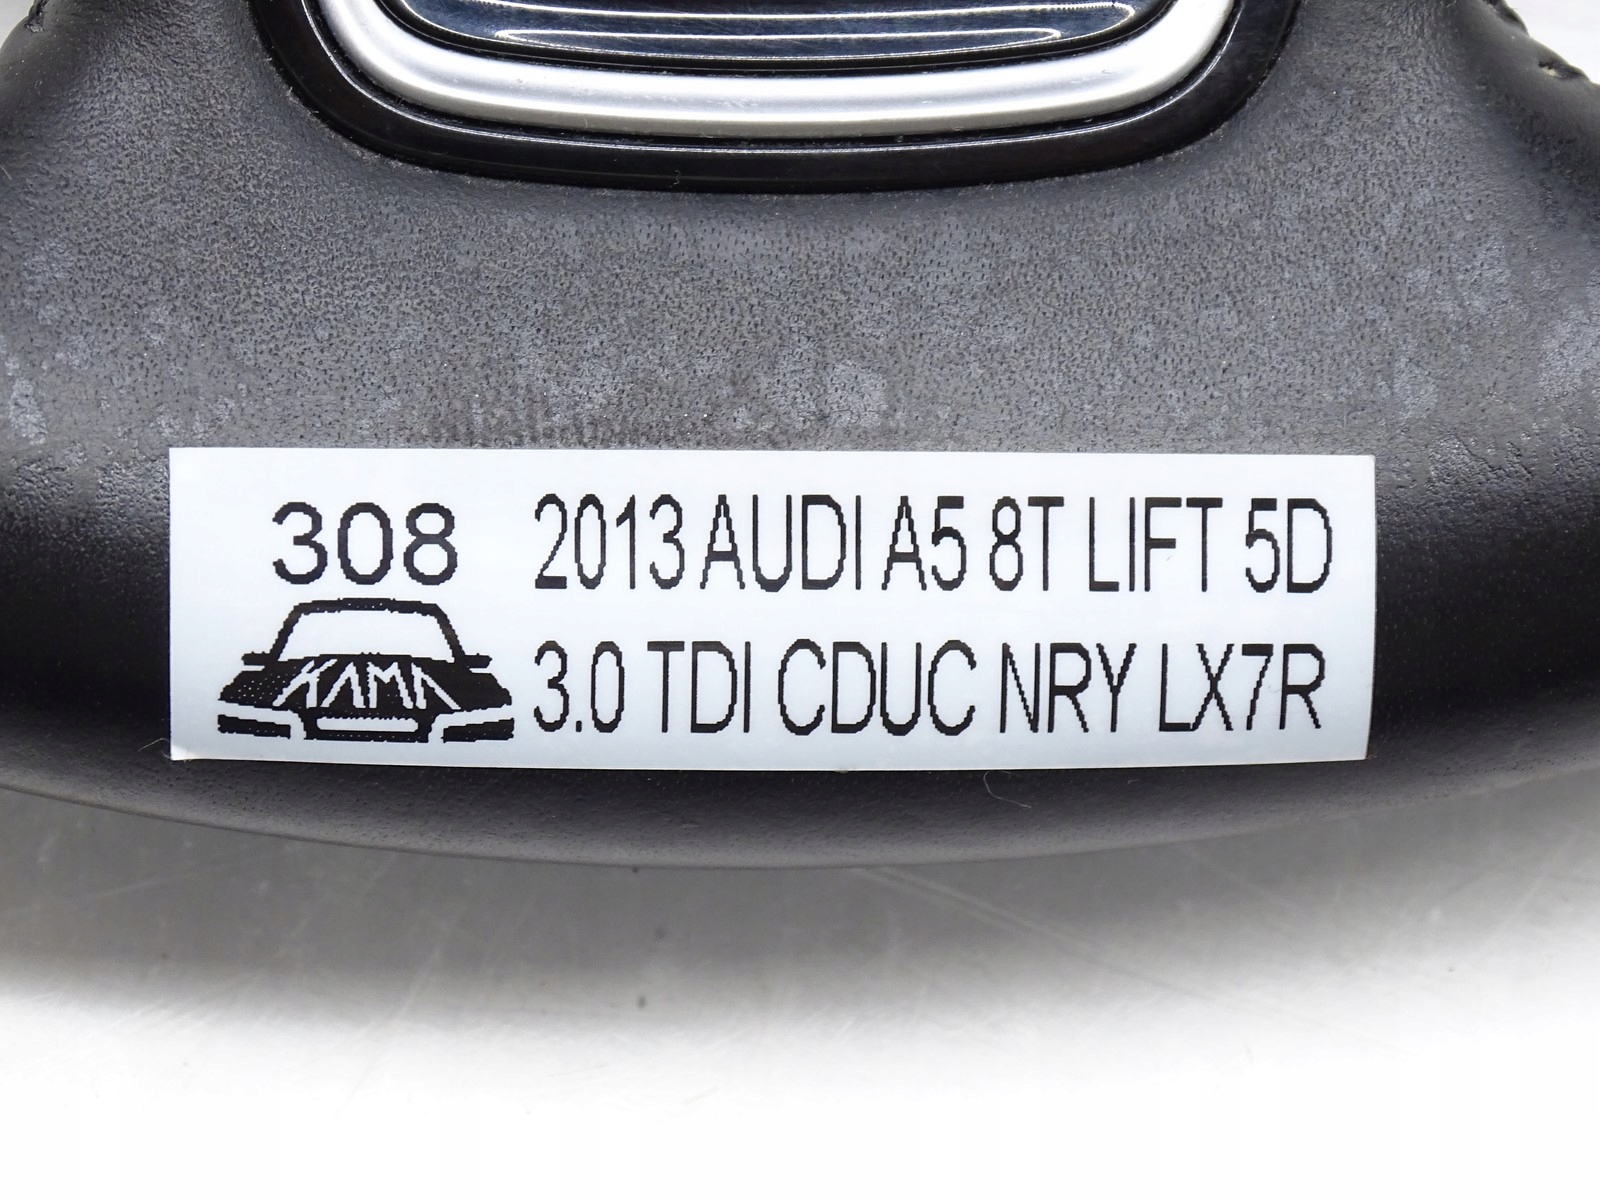 308
2013 AUDI A5 8T LIFT 5D
3.0 TDI CDUC NRY LX7R
KAMA